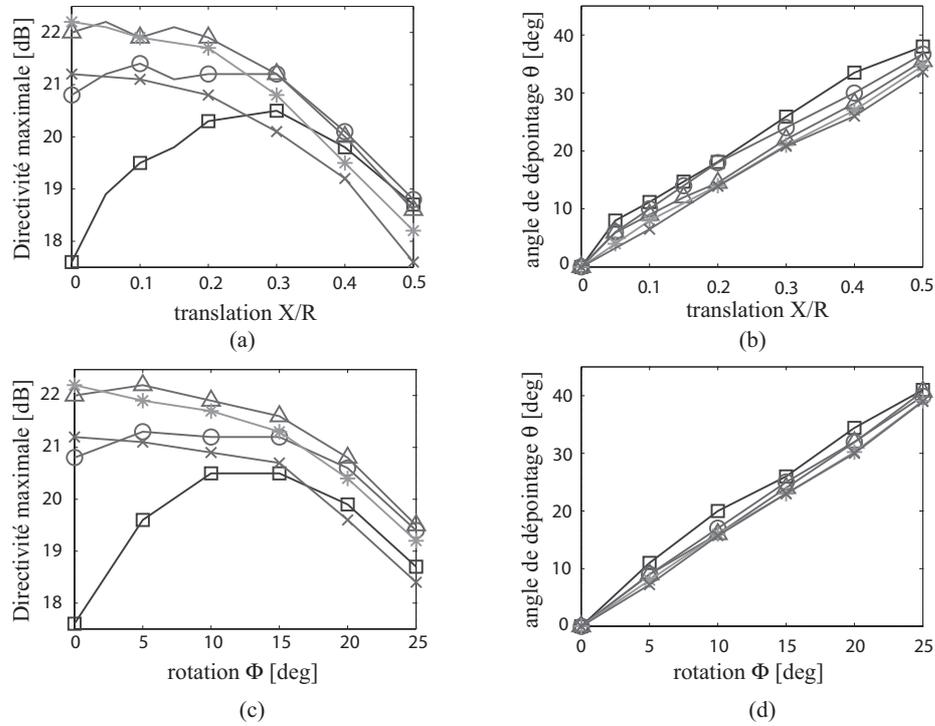 22
21
20
19
18
Directivité maximale [dB]
0 0.1 0.2 0.3 0.4 0.5
translation X/R
(a)
40
30
20
10
0
angle de dépointage θ [deg]
0 0.1 0.2 0.3 0.4 0.5
translation X/R
(b)
22
21
20
19
18
Directivité maximale [dB]
0 5 10 15 20 25
rotation Φ [deg]
(c)
40
30
20
10
0
angle de dépointage θ [deg]
0 5 10 15 20 25
rotation Φ [deg]
(d)